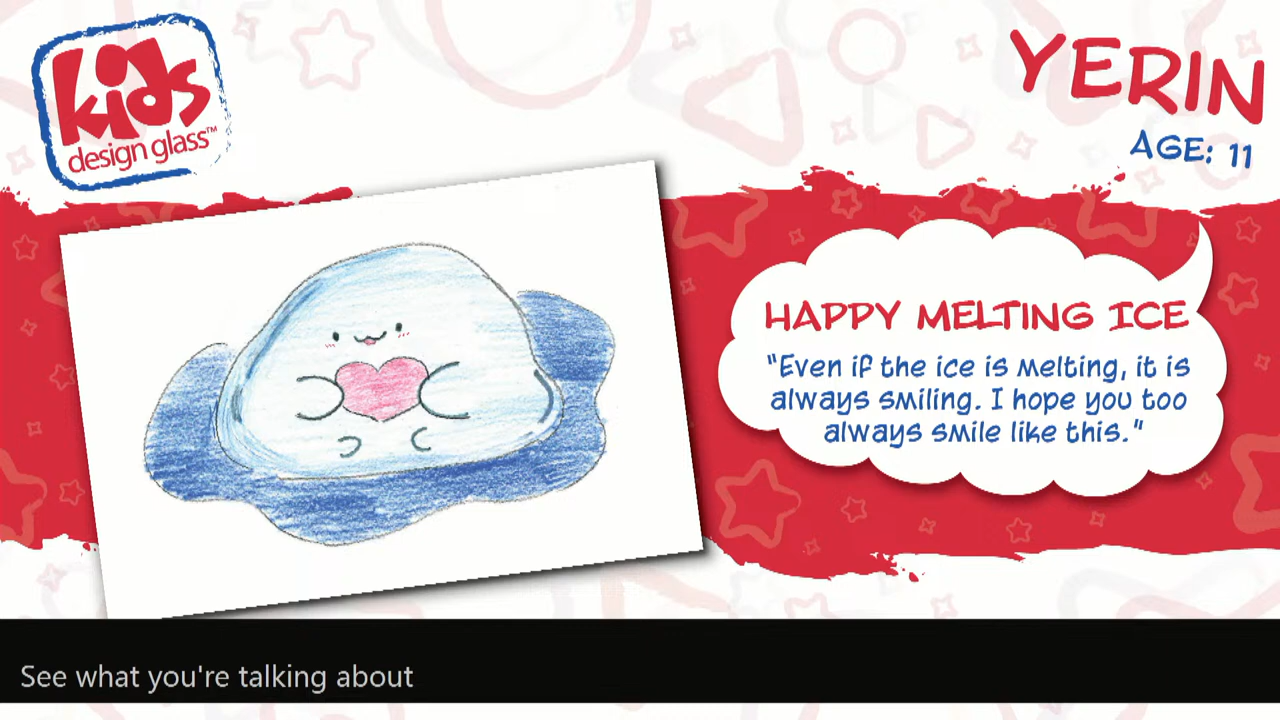 kids
design glass™
YERIN
AGE: 11
HAPPY MELTING ICE
"Even if the ice is melting, it is
always smiling. I hope you too
always smile like this."
See what you're talking about